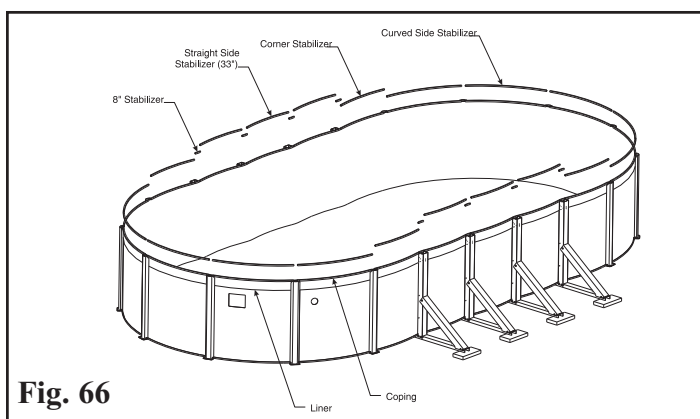 Curved Side Stabilizer
Corner Stabilizer
Straight Side
Stabilizer (33")
8" Stabilizer
Fig. 66
Liner
Coping